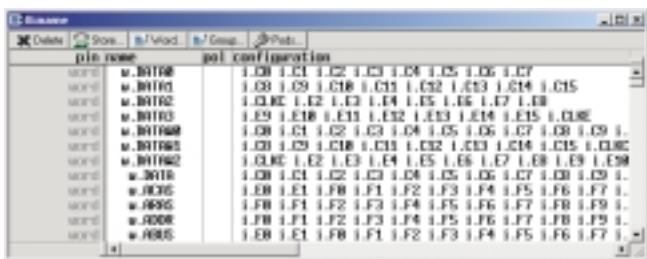 Rename
Delete Store... Word... Group... Pods...
pin name pol configuration
word w.DATA0 i.C0 i.C1 i.C2 i.C3 i.C4 i.C5 i.C6 i.C7
word w.DATA1 i.C8 i.C9 i.C10 i.C11 i.C12 i.C13 i.C14 i.C15
word w.DATA2 i.CLKC i.E2 i.E3 i.E4 i.E5 i.E6 i.E7 i.E8
word w.DATA3 i.E9 i.E10 i.E11 i.E12 i.E13 i.E14 i.E15 i.CLKE
word w.DATAW0 i.C0 i.C1 i.C2 i.C3 i.C4 i.C5 i.C6 i.C7 i.C8 i.C9 i.
word w.DATAW1 i.C8 i.C9 i.C10 i.C11 i.C12 i.C13 i.C14 i.C15 i.CLKC
word w.DATAW2 i.CLKC i.E2 i.E3 i.E4 i.E5 i.E6 i.E7 i.E8 i.E9 i.E10
word w.DATA i.C0 i.C1 i.C2 i.C3 i.C4 i.C5 i.C6 i.C7 i.C8 i.C9 i.
word w.ACAS i.E0 i.E1 i.F0 i.F1 i.F2 i.F3 i.F4 i.F5 i.F6 i.F7 i.
word w.ARAS i.F0 i.F1 i.F2 i.F3 i.F4 i.F5 i.F6 i.F7 i.F8 i.F9 i.
word w.ADDR i.F0 i.F1 i.F2 i.F3 i.F4 i.F5 i.F6 i.F7 i.F8 i.F9 i.
word w.ABUS i.E0 i.E1 i.F0 i.F1 i.F2 i.F3 i.F4 i.F5 i.F6 i.F7 i.